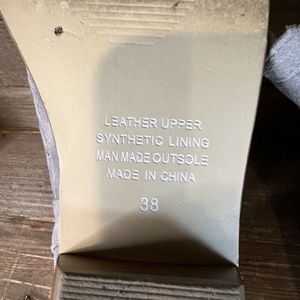 LEATHER UPPER
SYNTHETIC LINING
MAN MADE OUTSOLE
MADE IN CHINA
38